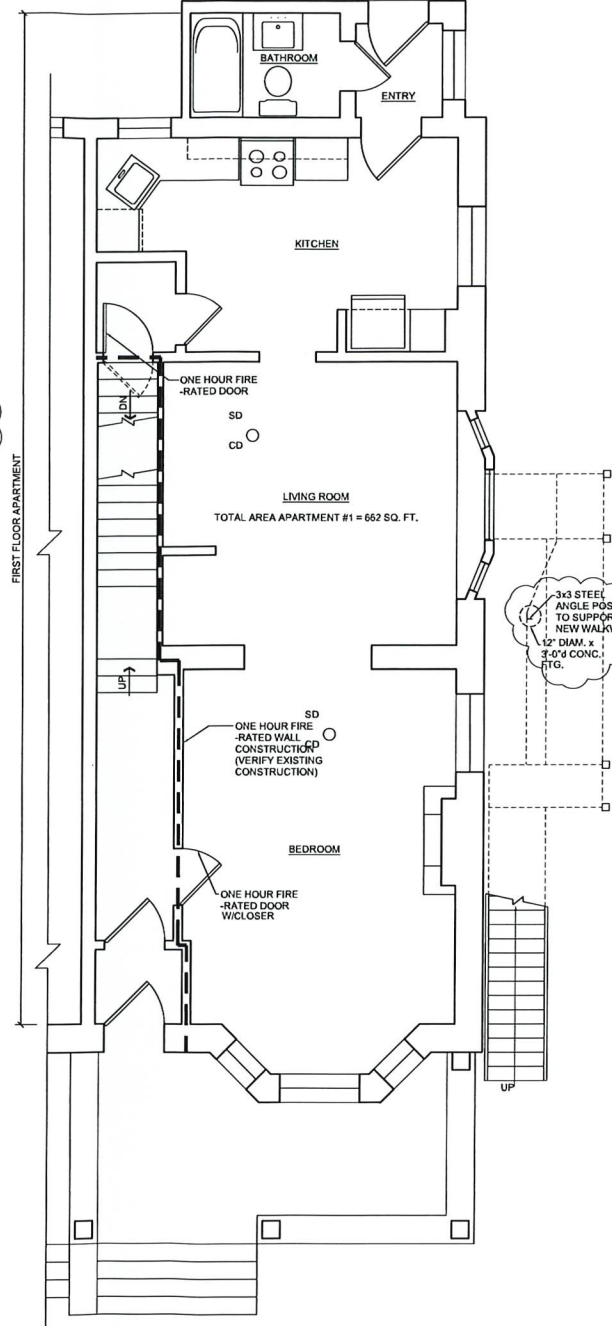 BATHROOM
ENTRY
KITCHEN
ONE HOUR FIRE
-RATED DOOR
DN
SD
CD
FIRST FLOOR APARTMENT
LIVING ROOM
TOTAL AREA APARTMENT #1 = 662 SQ. FT.
3x3 STEEL
ANGLE POS
TO SUPPOR
NEW WALKW
12" DIAM. x
3'-0"d CONC.
FTG.
UP
SD
CD
ONE HOUR FIRE
-RATED WALL
CONSTRUCTION
(VERIFY EXISTING
CONSTRUCTION)
BEDROOM
ONE HOUR FIRE
-RATED DOOR
W/CLOSER
UP